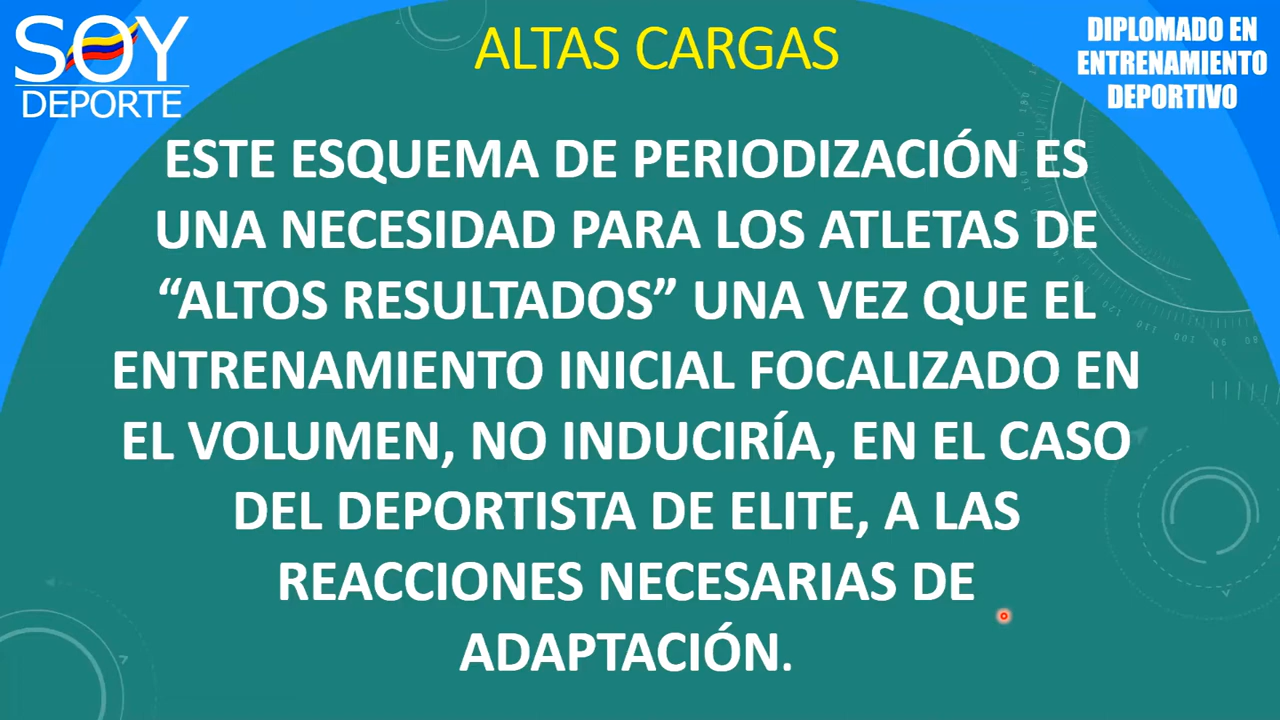 SOY
DEPORTE
ALTAS CARGAS
DIPLOMADO EN
ENTRENAMIENTO
DEPORTIVO
ESTE ESQUEMA DE PERIODIZACIÓN ES
UNA NECESIDAD PARA LOS ATLETAS DE
“ALTOS RESULTADOS” UNA VEZ QUE EL
ENTRENAMIENTO INICIAL FOCALIZADO EN
EL VOLUMEN, NO INDUCIRÍA, EN EL CASO
DEL DEPORTISTA DE ELITE, A LAS
REACCIONES NECESARIAS DE
ADAPTACIÓN.